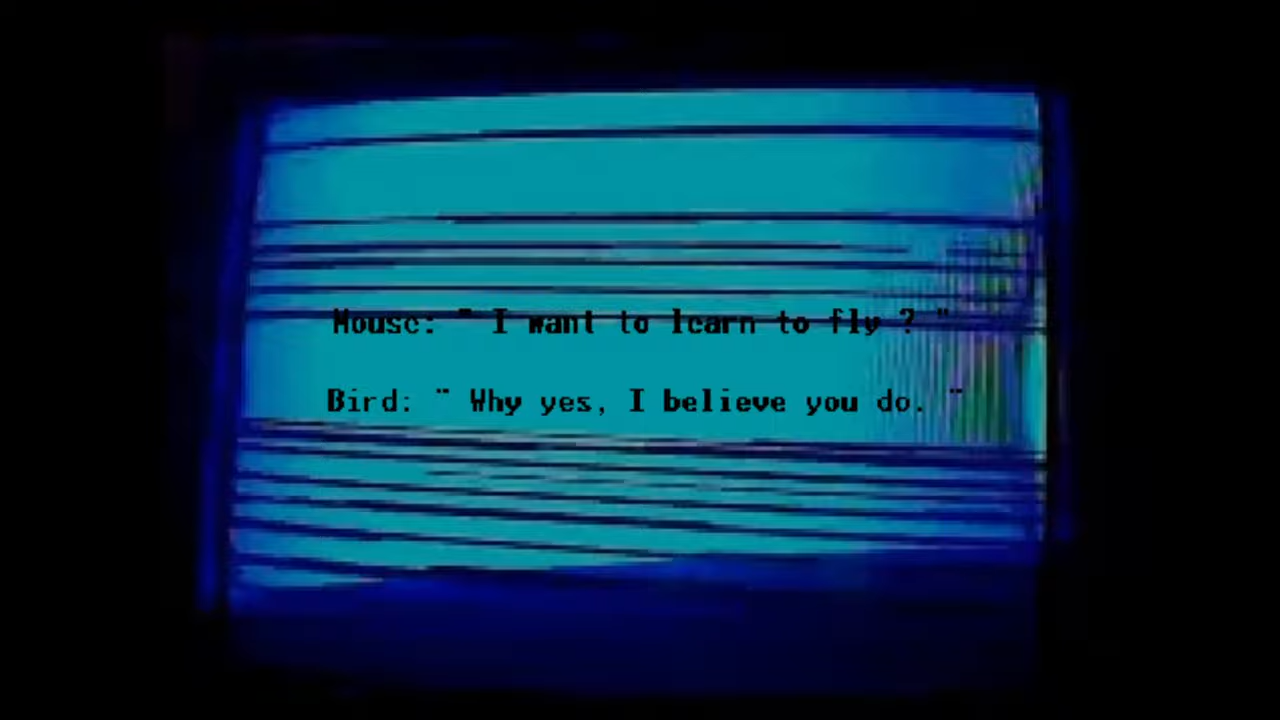 Mouse: " I want to learn to fly ? "
Bird: " Why yes, I believe you do. "